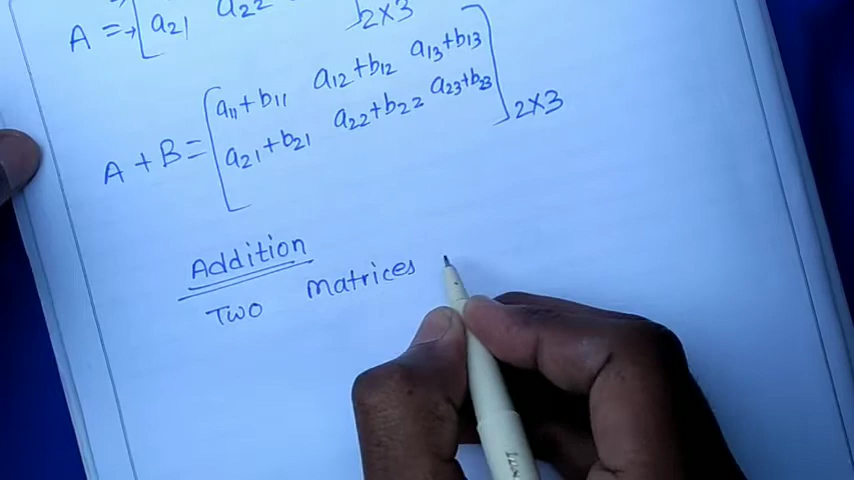 A = → [ a21 a22 ]2×3
A + B = [ a11+b11 a12+b12 a13+b13
a21+b21 a22+b22 a23+b23 ]2×3
Addition
Two Matrices